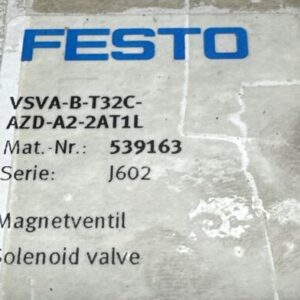 FESTO
VSVA-B-T32C-
AZD-A2-2AT1L
Mat.-Nr.: 539163
Serie: J602
Magnetventil
Solenoid valve